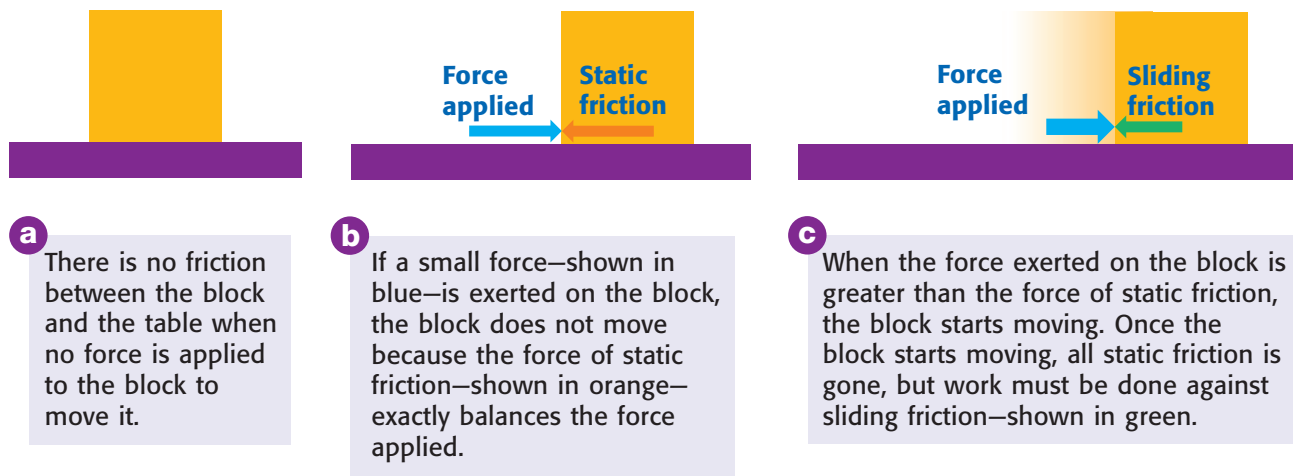 Force
applied
Static
friction
Force
applied
Sliding
friction
a
There is no friction
between the block
and the table when
no force is applied
to the block to
move it.
b
If a small force—shown in
blue—is exerted on the block,
the block does not move
because the force of static
friction—shown in orange—
exactly balances the force
applied.
c
When the force exerted on the block is
greater than the force of static friction,
the block starts moving. Once the
block starts moving, all static friction is
gone, but work must be done against
sliding friction—shown in green.